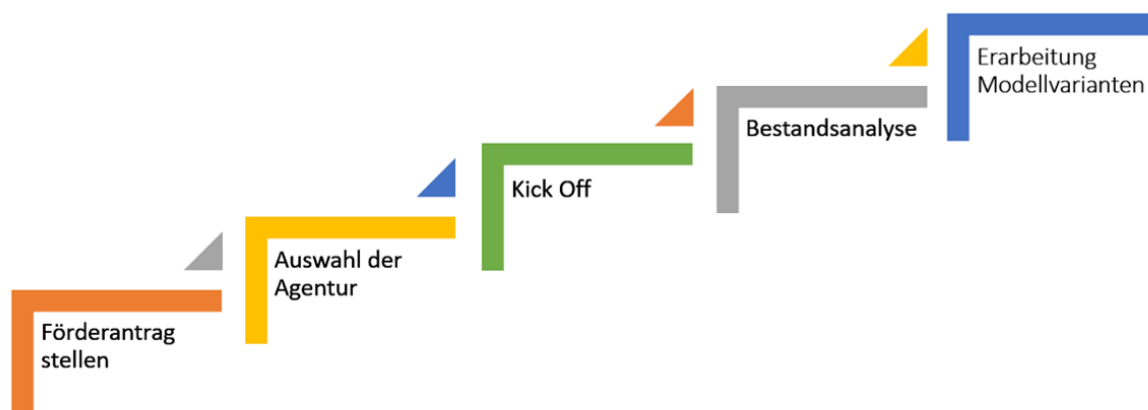 Förderantrag
stellen
Auswahl der
Agentur
Kick Off
Bestandsanalyse
Erarbeitung
Modellvarianten